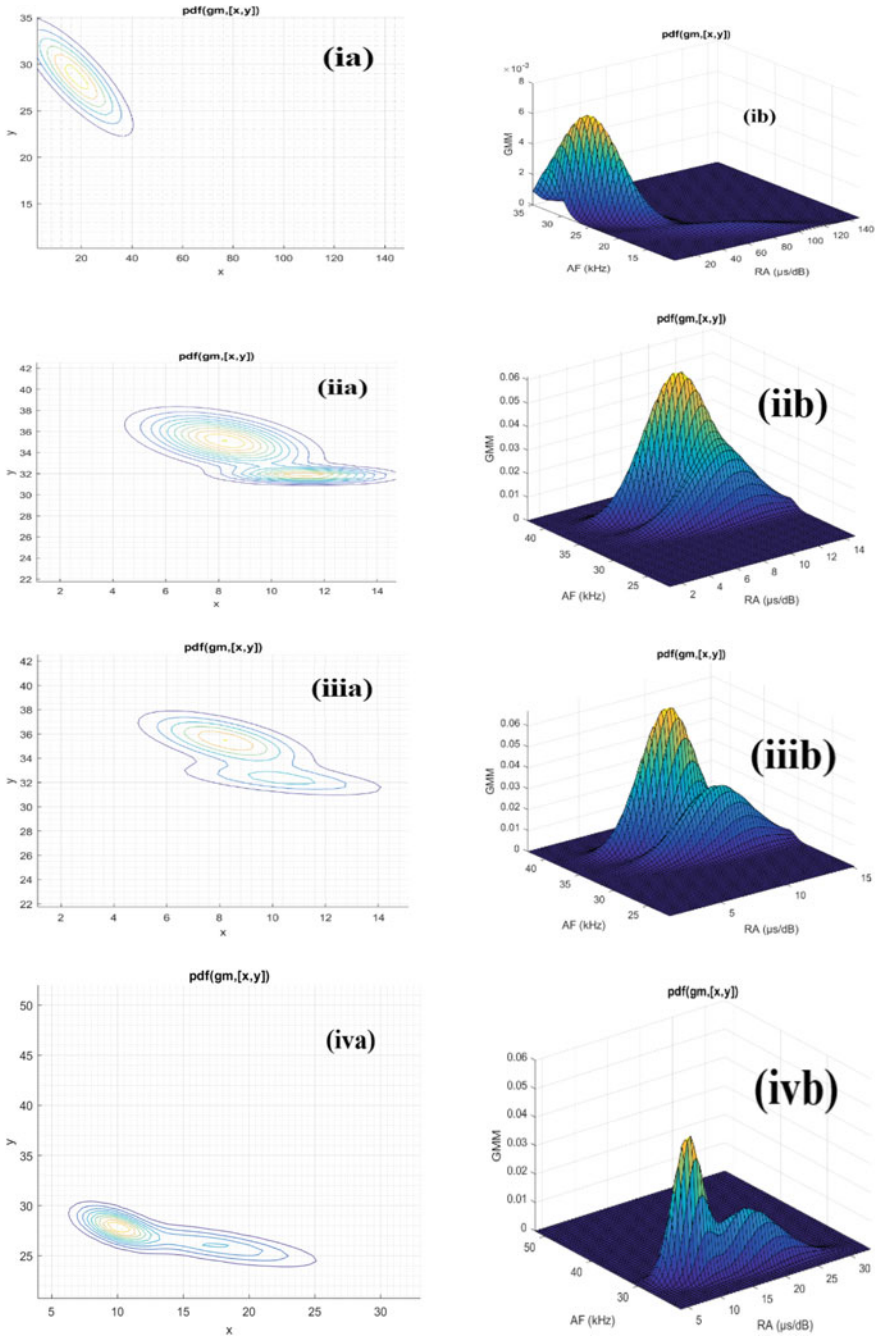 pdf(gm,[x,y])
(ia)
35
30
25
20
15
y
20 40 60 80 100 120 140
x
pdf(gm,[x,y])
(ib)
×10⁻³
8
6
4
2
0
GMM
35 30 25 20 15
AF (kHz)
20 40 60 80 100 120 140
RA (µs/dB)
pdf(gm,[x,y])
(iia)
42
40
38
36
34
32
30
28
26
24
22
y
2 4 6 8 10 12 14
x
pdf(gm,[x,y])
(iib)
0.06
0.05
0.04
0.03
0.02
0.01
0
GMM
40 35 30 25
AF (kHz)
2 4 6 8 10 12 14
RA (µs/dB)
pdf(gm,[x,y])
(iiia)
42
40
38
36
34
32
30
28
26
24
22
y
2 4 6 8 10 12 14
x
pdf(gm,[x,y])
(iiib)
0.06
0.05
0.04
0.03
0.02
0.01
0
GMM
40 35 30 25
AF (kHz)
5 10 15
RA (µs/dB)
pdf(gm,[x,y])
(iva)
50
45
40
35
30
25
y
5 10 15 20 25 30
x
pdf(gm,[x,y])
(ivb)
0.06
0.05
0.04
0.03
0.02
0.01
0
GMM
50 40 30
AF (kHz)
5 10 15 20 25 30
RA (µs/dB)